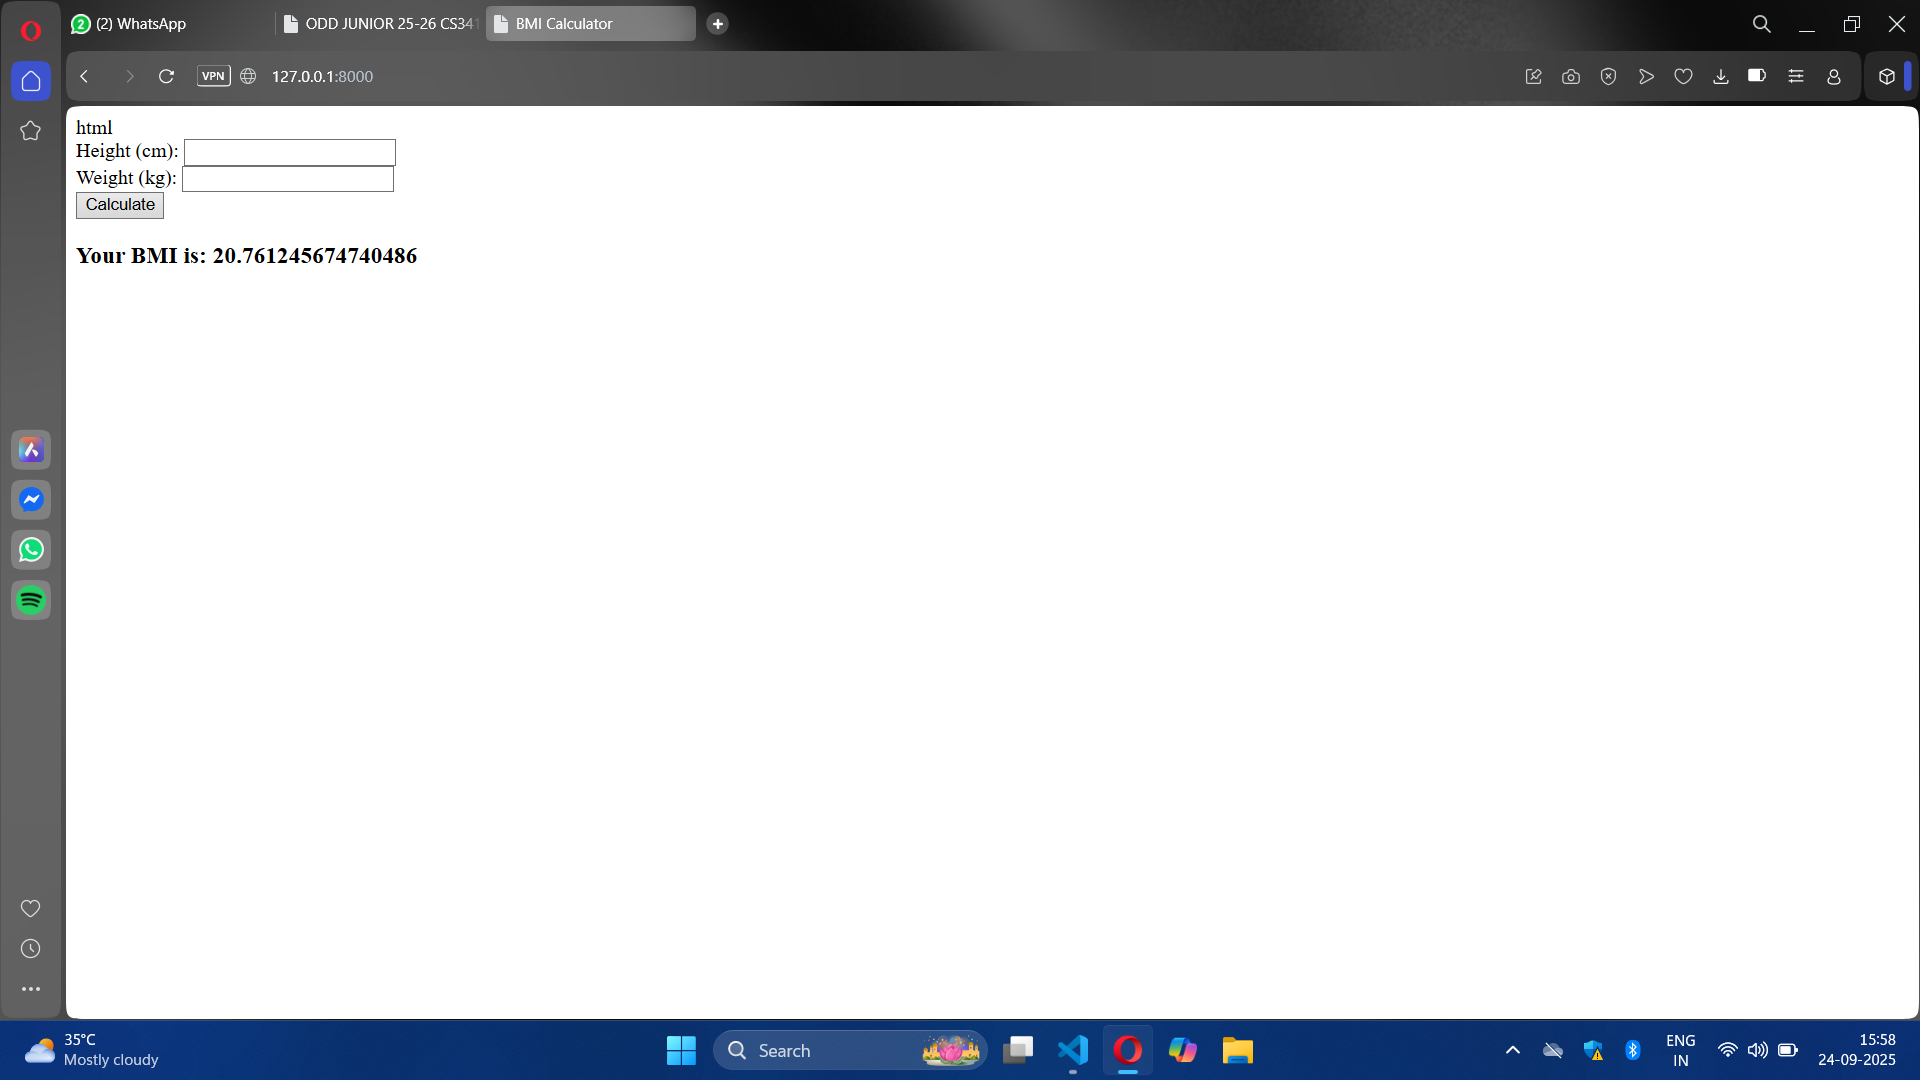 (2) WhatsApp
ODD JUNIOR 25-26 CS341
BMI Calculator
VPN
127.0.0.1:8000
html
Height (cm):
Weight (kg):
Calculate
Your BMI is: 20.761245674740486
35°C
Mostly cloudy
Search
ENG
IN
15:58
24-09-2025